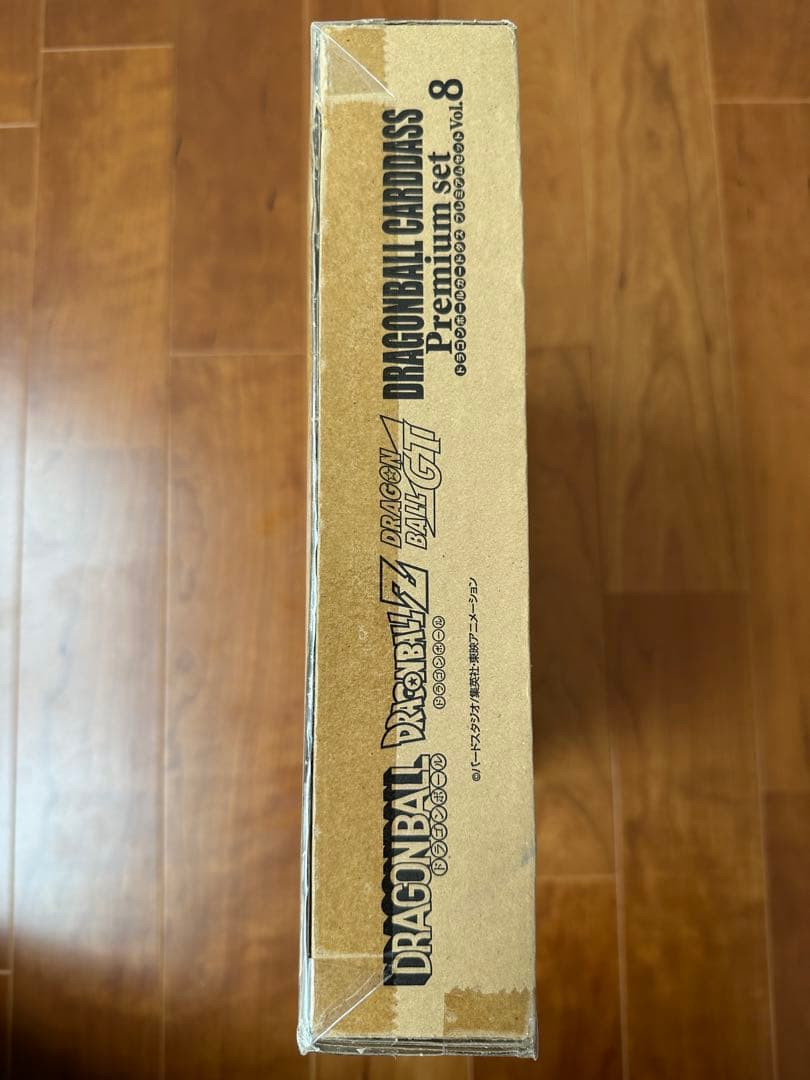 DRAGONBALL
ドラゴンボール
DRAGONBALL Z
ドラゴンボール
DRAGON
BALL GT
DRAGONBALL CARDDASS
Premium set Vol.8
ドラゴンボールカードダス プレミアムセット
©バードスタジオ/集英社・東映アニメーション